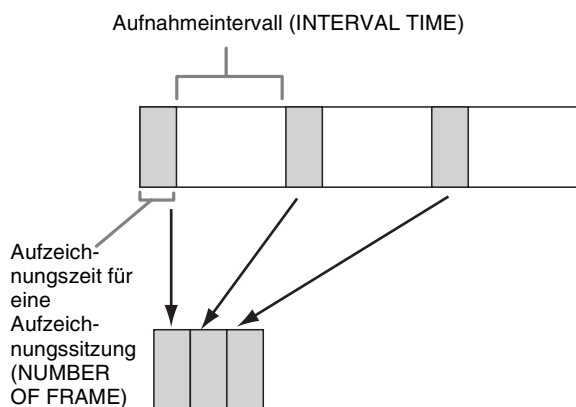 Aufnahmeintervall (INTERVAL TIME)
Aufzeich-
nungszeit für
eine
Aufzeich-
nungssitzung
(NUMBER
OF FRAME)